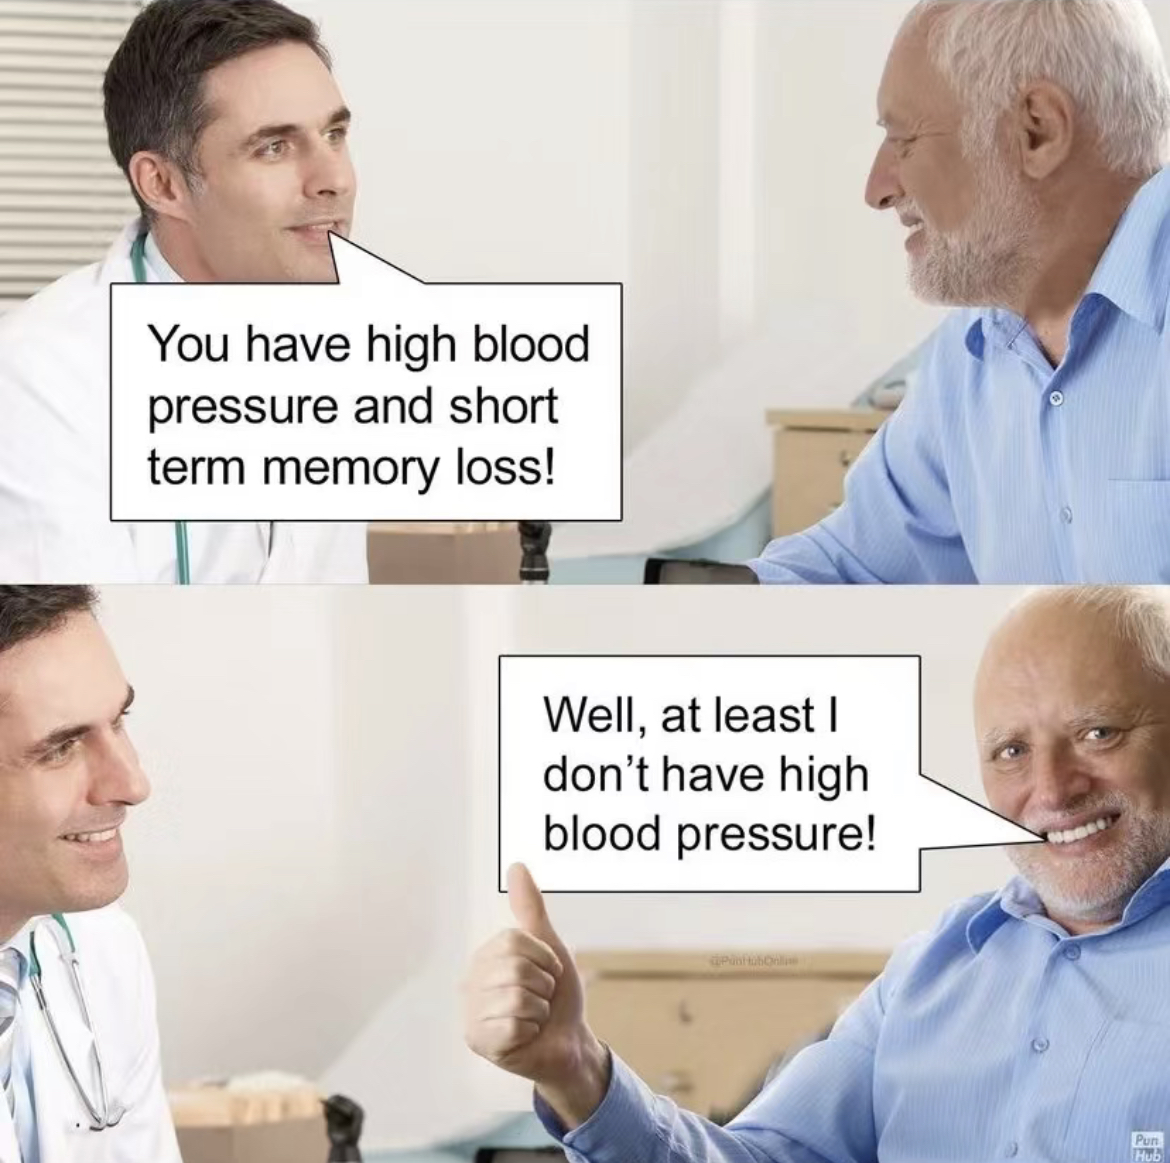 You have high blood
pressure and short
term memory loss!
Well, at least I
don't have high
blood pressure!
@PunHubOnline
Pun
Hub